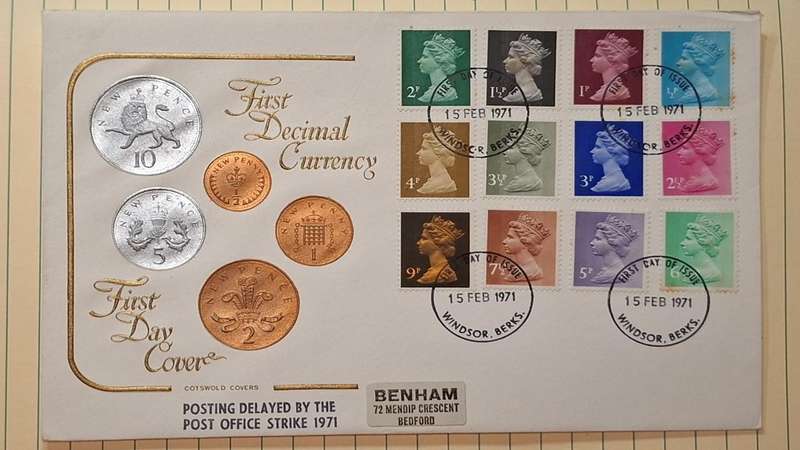 First
Decimal
Currency
NEW PENCE
10
NEW PENNY
1/2
NEW PENCE
5
NEW PENNY
1
NEW PENCE
2
First
Day
Cover
COTSWOLD COVERS
POSTING DELAYED BY THE
POST OFFICE STRIKE 1971
BENHAM
72 MENDIP CRESCENT
BEDFORD
2P 1½P 1P ½P
FIRST DAY OF ISSUE
15 FEB 1971
WINDSOR, BERKS.
FIRST DAY OF ISSUE
15 FEB 1971
WINDSOR, BERKS.
4P 3½P 3P 2½P
9P 7½ 5P
FIRST DAY OF ISSUE
15 FEB 1971
WINDSOR, BERKS.
FIRST DAY OF ISSUE
15 FEB 1971
WINDSOR, BERKS.